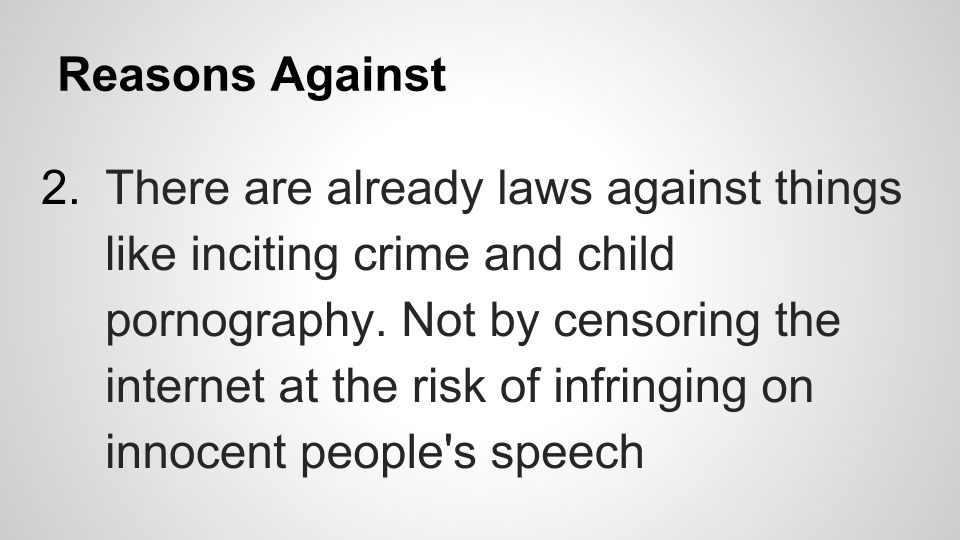 Reasons Against
2. There are already laws against things
like inciting crime and child
pornography. Not by censoring the
internet at the risk of infringing on
innocent people's speech